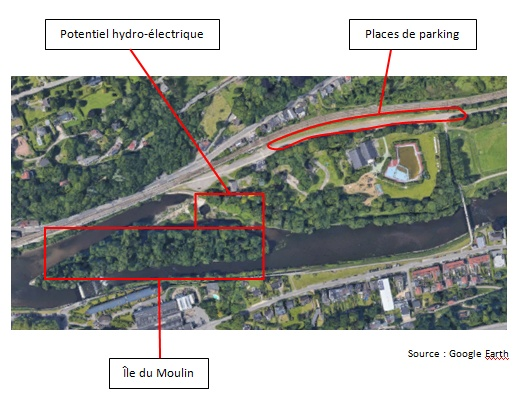 Potentiel hydro-électrique
Places de parking
Île du Moulin
Source : Google Earth